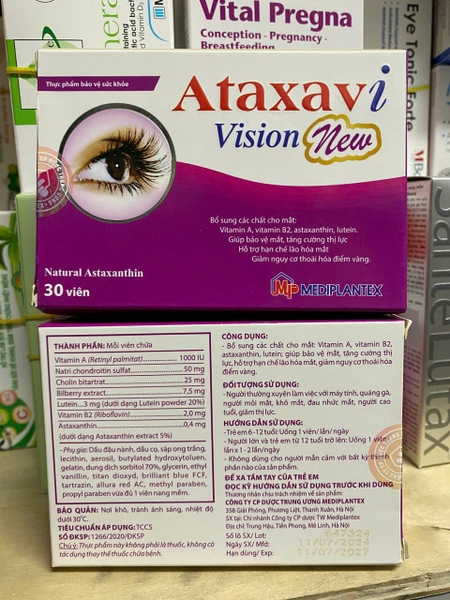 Vital Pregna
Conception - Pregnancy -
Breastfeeding
Eye Tonic Forte
Thực phẩm bảo vệ sức khỏe
Ataxavi
Vision New
Bổ sung các chất cho mắt:
Vitamin A, vitamin B2, astaxanthin, lutein.
Giúp bảo vệ mắt, tăng cường thị lực
Hỗ trợ hạn chế lão hóa mắt
Giảm nguy cơ thoái hóa điểm vàng.
Natural Astaxanthin
30 viên
MP MEDIPLANTEX
THÀNH PHẦN: Mỗi viên chứa
Vitamin A (Retinyl palmitat) 1000 IU
Natri chondroitin sulfat 50 mg
Cholin bitartrat 25 mg
Bilberry extract 7,5 mg
Lutein 3 mg (dưới dạng Lutein powder 20%)
Vitamin B2 (Riboflavin) 2,0 mg
Astaxanthin 0,4 mg
(dưới dạng Astaxanthin extract 5%)
- Phụ gia: Dầu đậu nành, dầu cọ, sáp ong trắng,
lecithin, aerosil, butylated hydroxytoluen,
gelatin, dung dịch sorbitol 70%, glycerin, ethyl
vanillin, titan dioxyd, brilliant blue FCF,
tartrazin, allura red AC, methyl paraben,
propyl paraben vừa đủ 1 viên nang mềm.
BẢO QUẢN: Nơi khô, tránh ánh sáng, nhiệt độ
dưới 30°C.
TIÊU CHUẨN ÁP DỤNG: TCCS
Số ĐKSP: 1266/2020/ĐKSP
Chú ý: Thực phẩm này không phải là thuốc, không có
tác dụng thay thế thuốc chữa bệnh.
CÔNG DỤNG:
- Bổ sung các chất cho mắt: Vitamin A, vitamin B2,
astaxanthin, lutein; giúp bảo vệ mắt, tăng cường thị
lực, hỗ trợ hạn chế lão hóa mắt, giảm nguy cơ thoái hóa
điểm vàng.
ĐỐI TƯỢNG SỬ DỤNG:
- Người thường xuyên làm việc với máy tính, quáng gà,
người mỏi mắt, khô mắt, đau nhức mắt, người cao
tuổi, giảm thị lực.
HƯỚNG DẪN SỬ DỤNG:
- Trẻ em 6-12 tuổi: Uống 1 viên/ lần/ ngày
- Người lớn và trẻ em từ 12 tuổi trở lên: Uống 1 viên/
lần x 1 - 2 lần/ngày
- Không dùng cho người mẫn cảm với bất kỳ thành
phần nào của sản phẩm.
ĐỂ XA TẦM TAY CỦA TRẺ EM
ĐỌC KỸ HƯỚNG DẪN SỬ DỤNG TRƯỚC KHI DÙNG
Thương nhân chịu trách nhiệm về sản phẩm:
CÔNG TY CP DƯỢC TRUNG ƯƠNG MEDIPLANTEX
358 Giải Phóng, Phương Liệt, Thanh Xuân, Hà Nội
SX tại: Chi nhánh Công ty CP dược TW Mediplantex
Địa chỉ: Trung Hậu, Tiền Phong, Mê Linh, Hà Nội
Số lô SX/ Lot: 647324
Ngày SX/ Mfd: 11/07/2024
Hạn dùng/ Exp: 11/07/2027